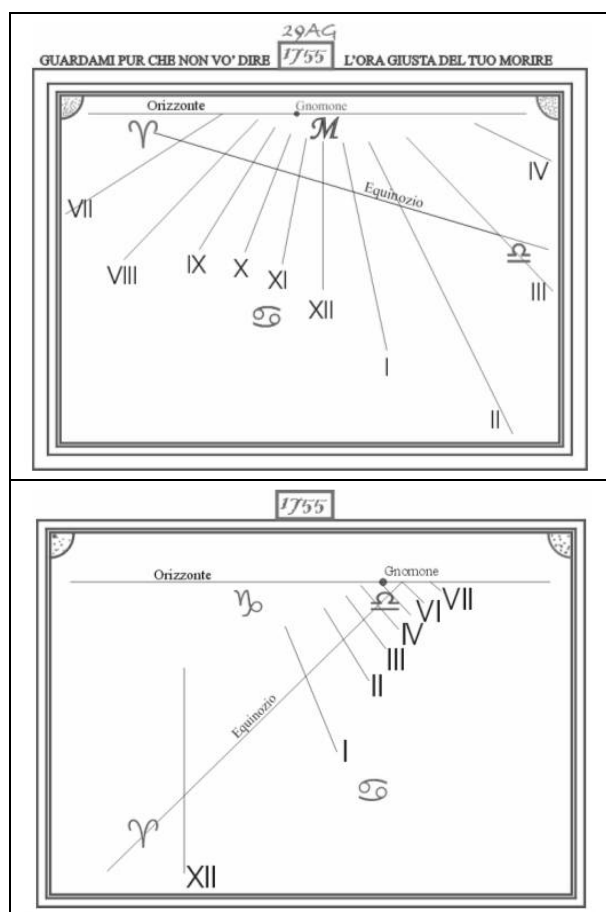 29AG
GUARDAMI PUR CHE NON VO' DIRE 1755 L'ORA GIUSTA DEL TUO MORIRE
Orizzonte Gnomone
♈ M
IV
Equinozio
VII
♎
VIII IX X XI XII III
♋
I
II
1755
Orizzonte Gnomone
♑ ♎ VI VII
IV
III
II
Equinozio
I
♋
♈
XII